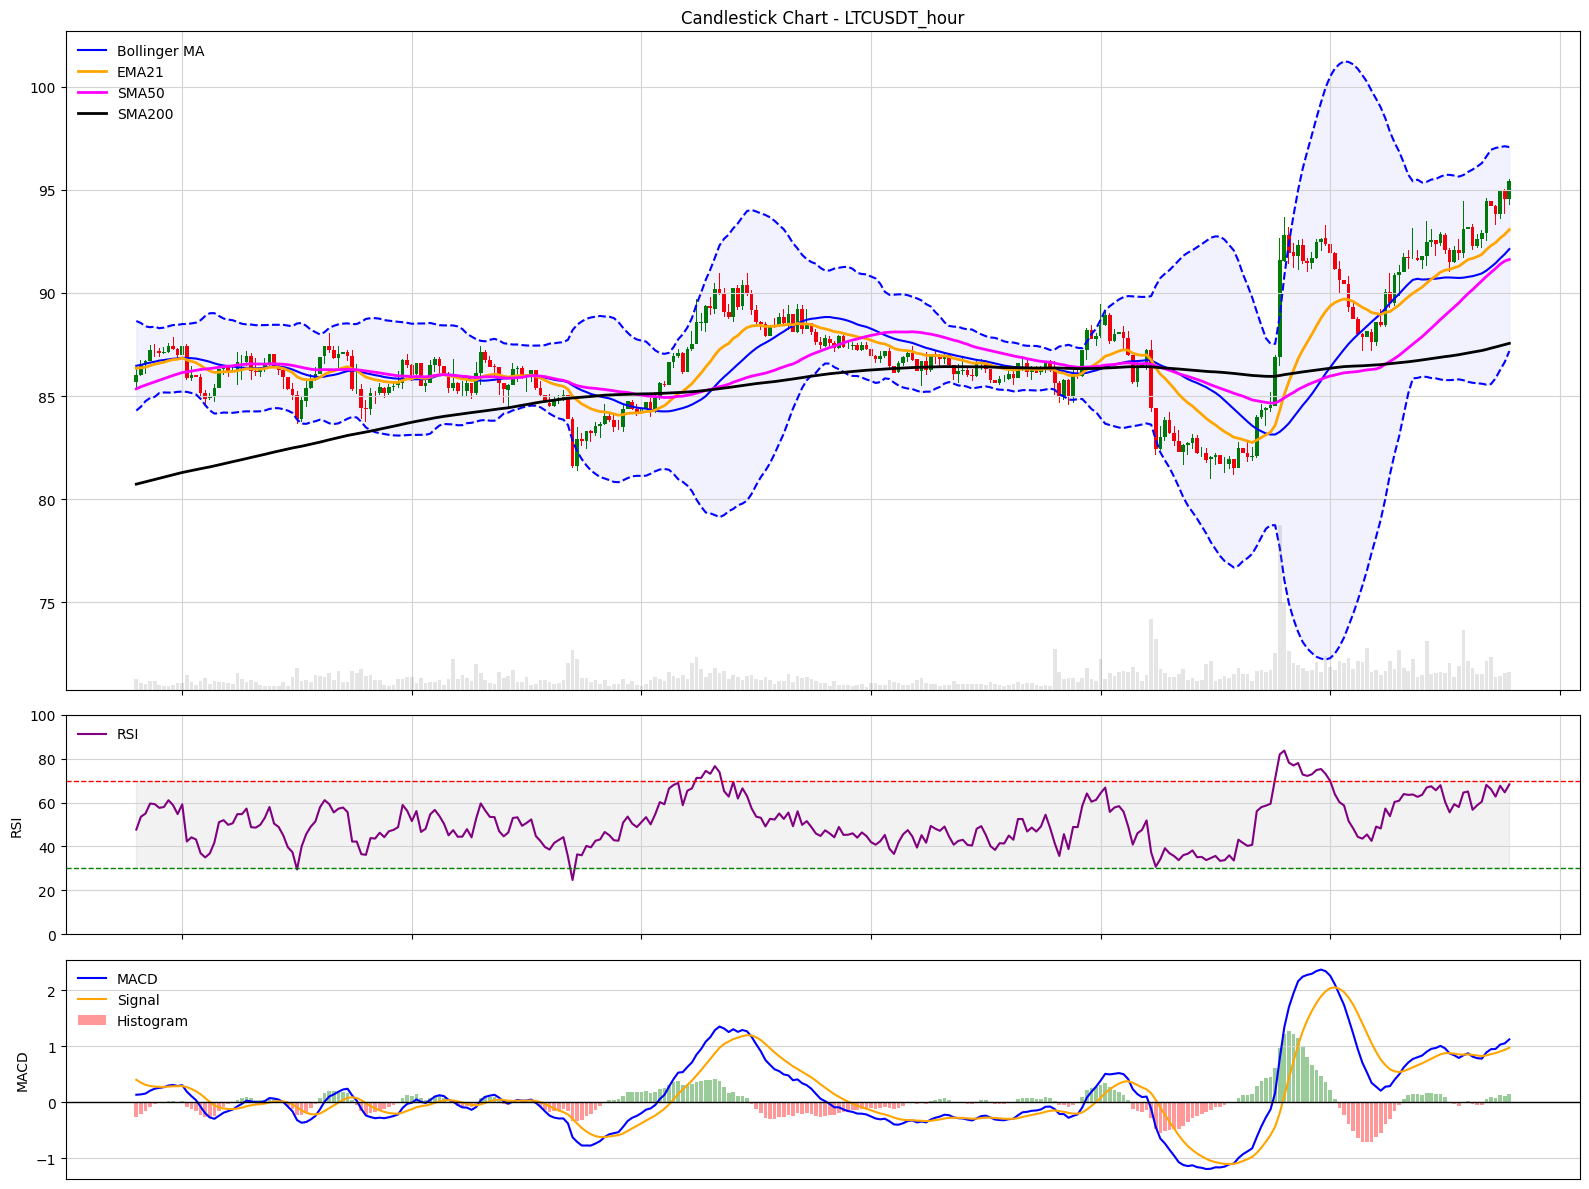 Candlestick Chart - LTCUSDT_hour
Bollinger MA
EMA21
SMA50
SMA200
100
95
90
85
80
75
RSI
100
80
60
40
20
0
RSI
MACD
Signal
Histogram
2
1
0
−1
MACD